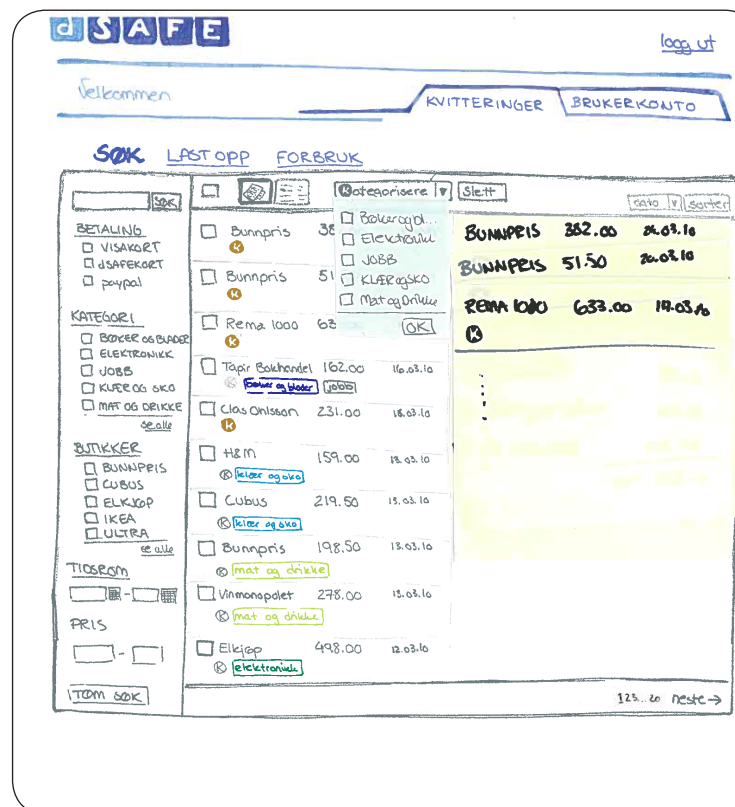 dSAFE
logg ut
Velkommen
KVITTERINGER BRUKERKONTO
SØK LAST OPP FORBRUK
SØK
Kategorisere Slett
dato sorter
BETALING
VISAKORT
dSAFEKORT
paypal
KATEGORI
BØKER OG BLADER
ELEKTRONIKK
JOBB
KLÆR OG SKO
MAT OG DRIKKE
se alle
BUTIKKER
BUNNPRIS
CUBUS
ELKJØP
IKEA
ULTRA
se alle
TIDSROM
-
PRIS
-
TØM SØK
Bunnpris 38
K
Bunnpris 51
K
Rema 1000 63
K
Tapir Bokhandel 162.00 16.03.10
K bøker og blader jobb
Clas Ohlsson 231.00 18.03.10
K
H&M 159.00 13.03.10
K klær og sko
Cubus 219.50 13.03.10
K klær og sko
Bunnpris 198.50 13.03.10
K mat og drikke
Vinmonopolet 278.00 13.03.10
K mat og drikke
Elkjøp 498.00 12.03.10
K elektronikk
Bøker og bl...
Elektronikk
JOBB
KLÆR og SKO
Mat og Drikke
OK
BUNNPRIS 382.00
BUNNPRIS 51.50 20.03.10
REMA 1000 633.00 19.03.10
K
123...20 neste →